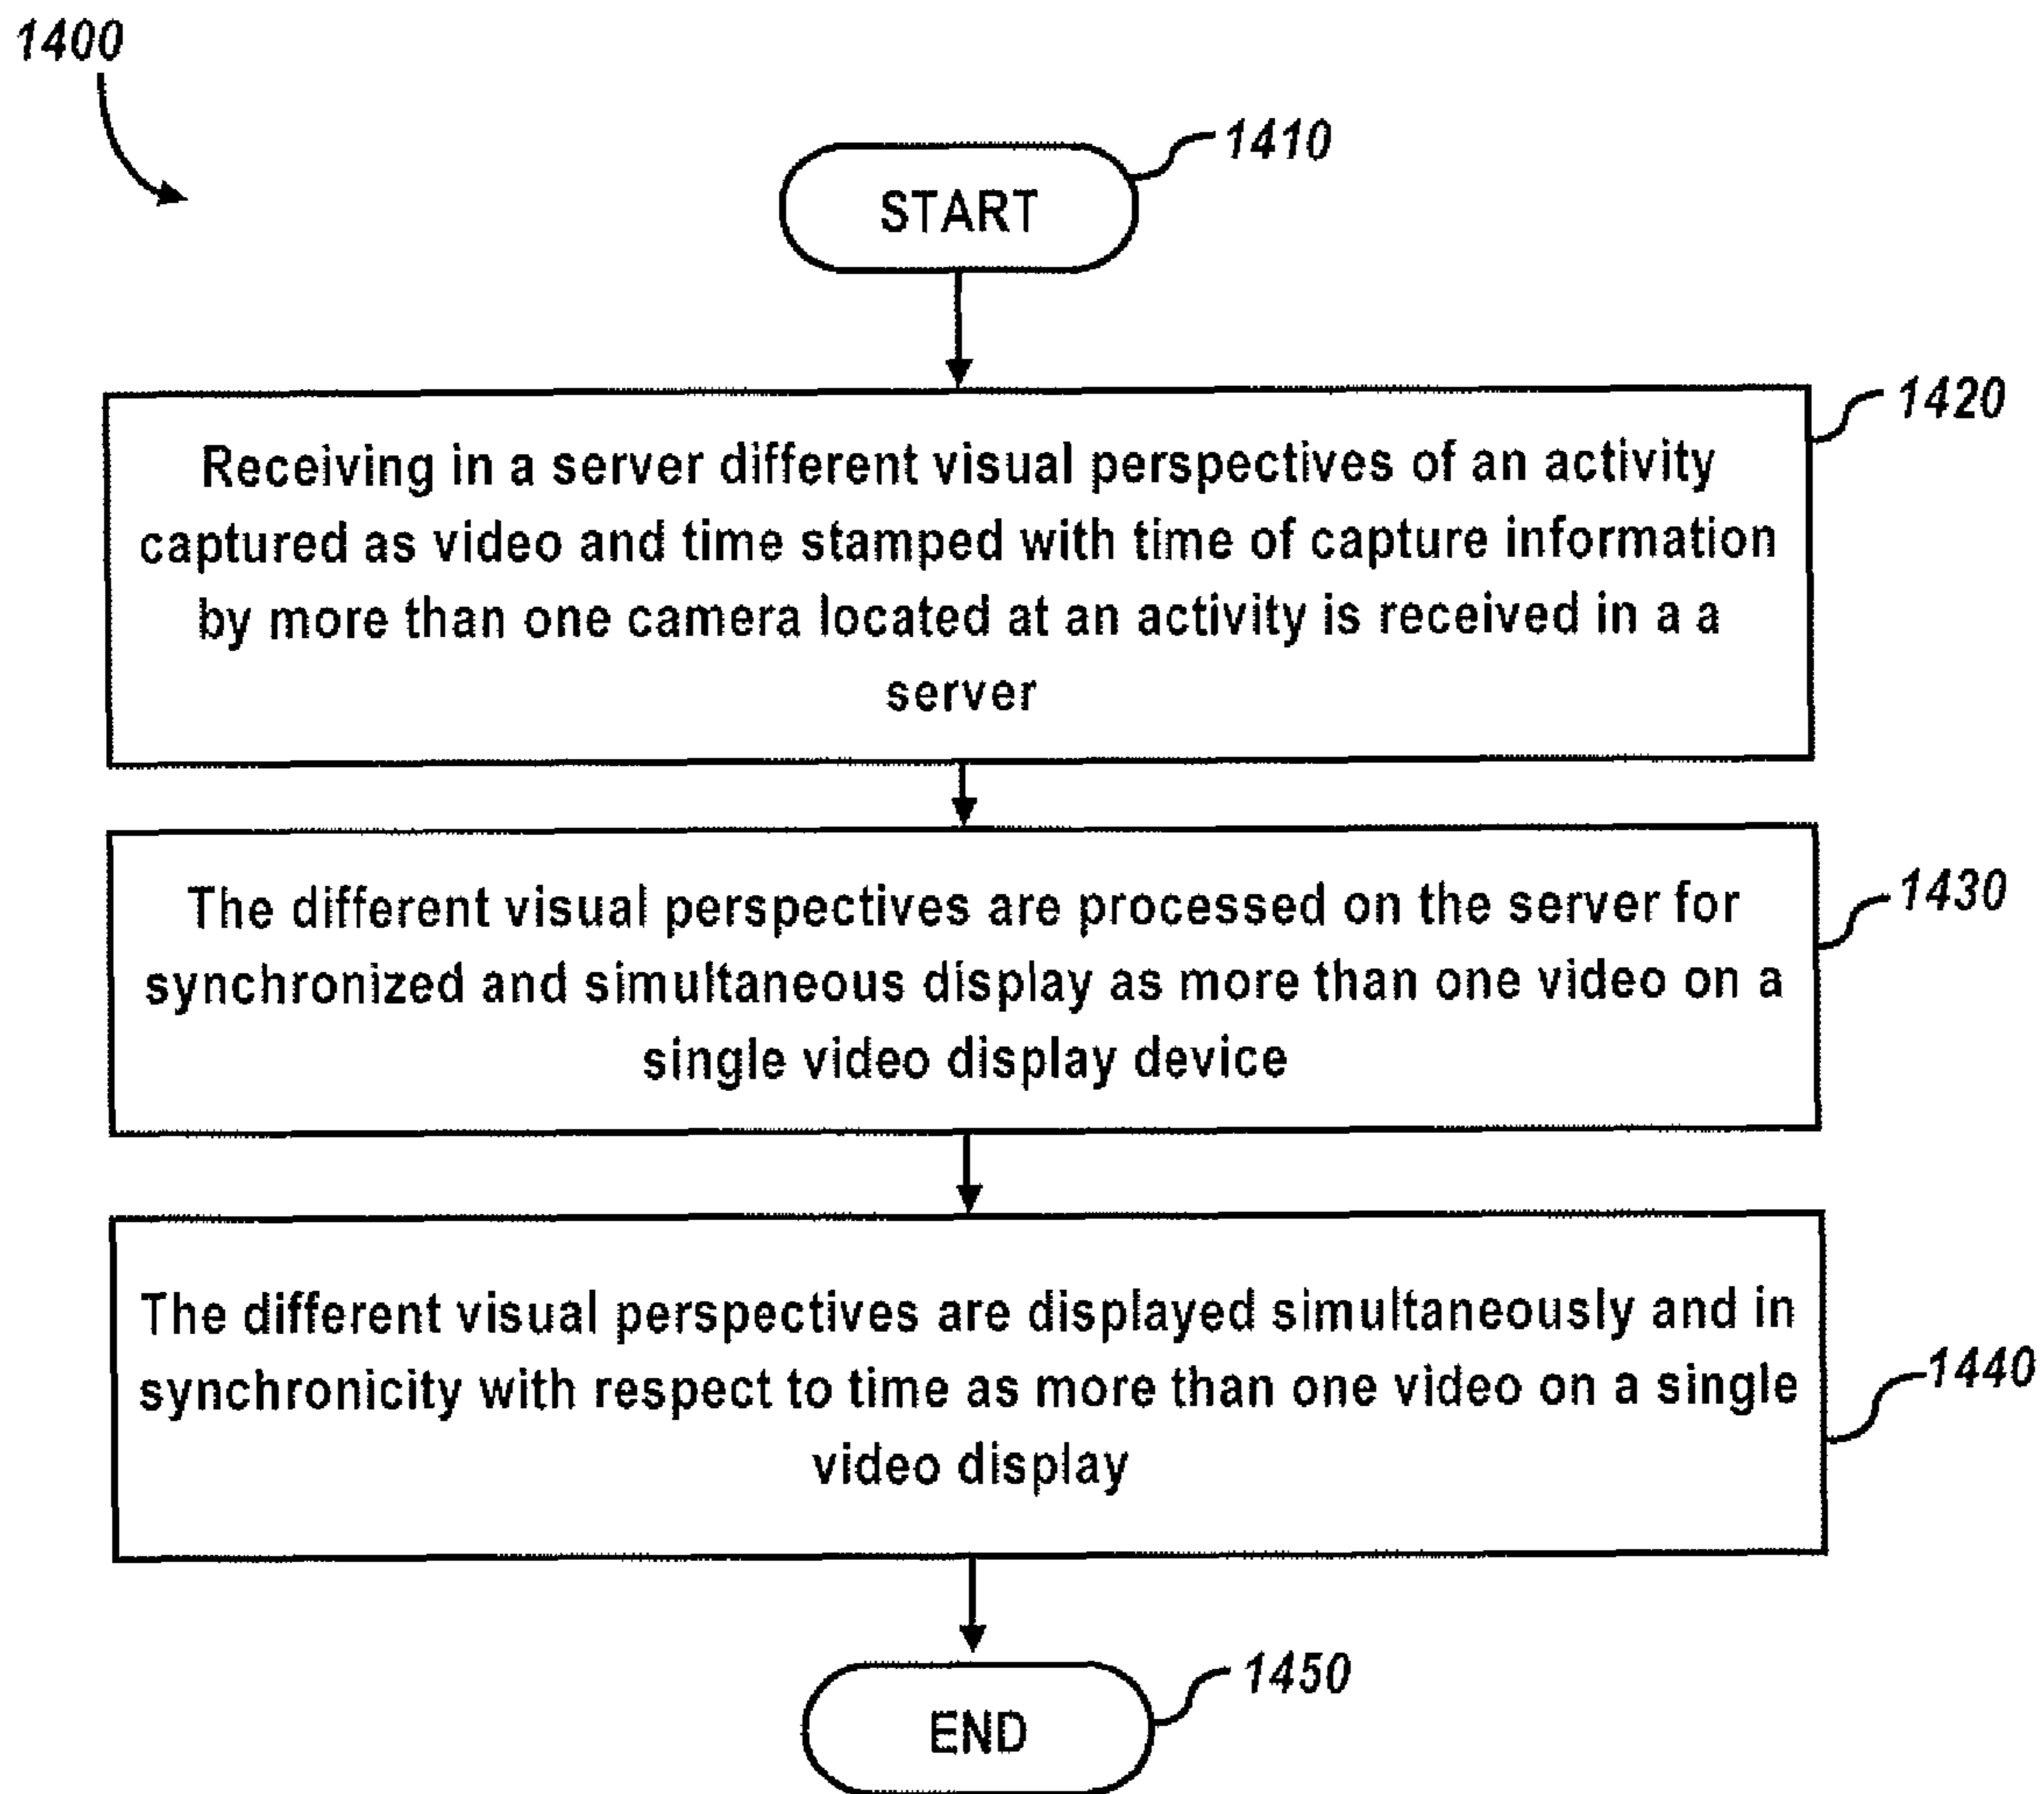 1400
1410
START
1420
Receiving in a server different visual perspectives of an activity
captured as video and time stamped with time of capture information
by more than one camera located at an activity is received in a a
server
1430
The different visual perspectives are processed on the server for
synchronized and simultaneous display as more than one video on a
single video display device
The different visual perspectives are displayed simultaneously and in
synchronicity with respect to time as more than one video on a single
video display
1440
1450
END